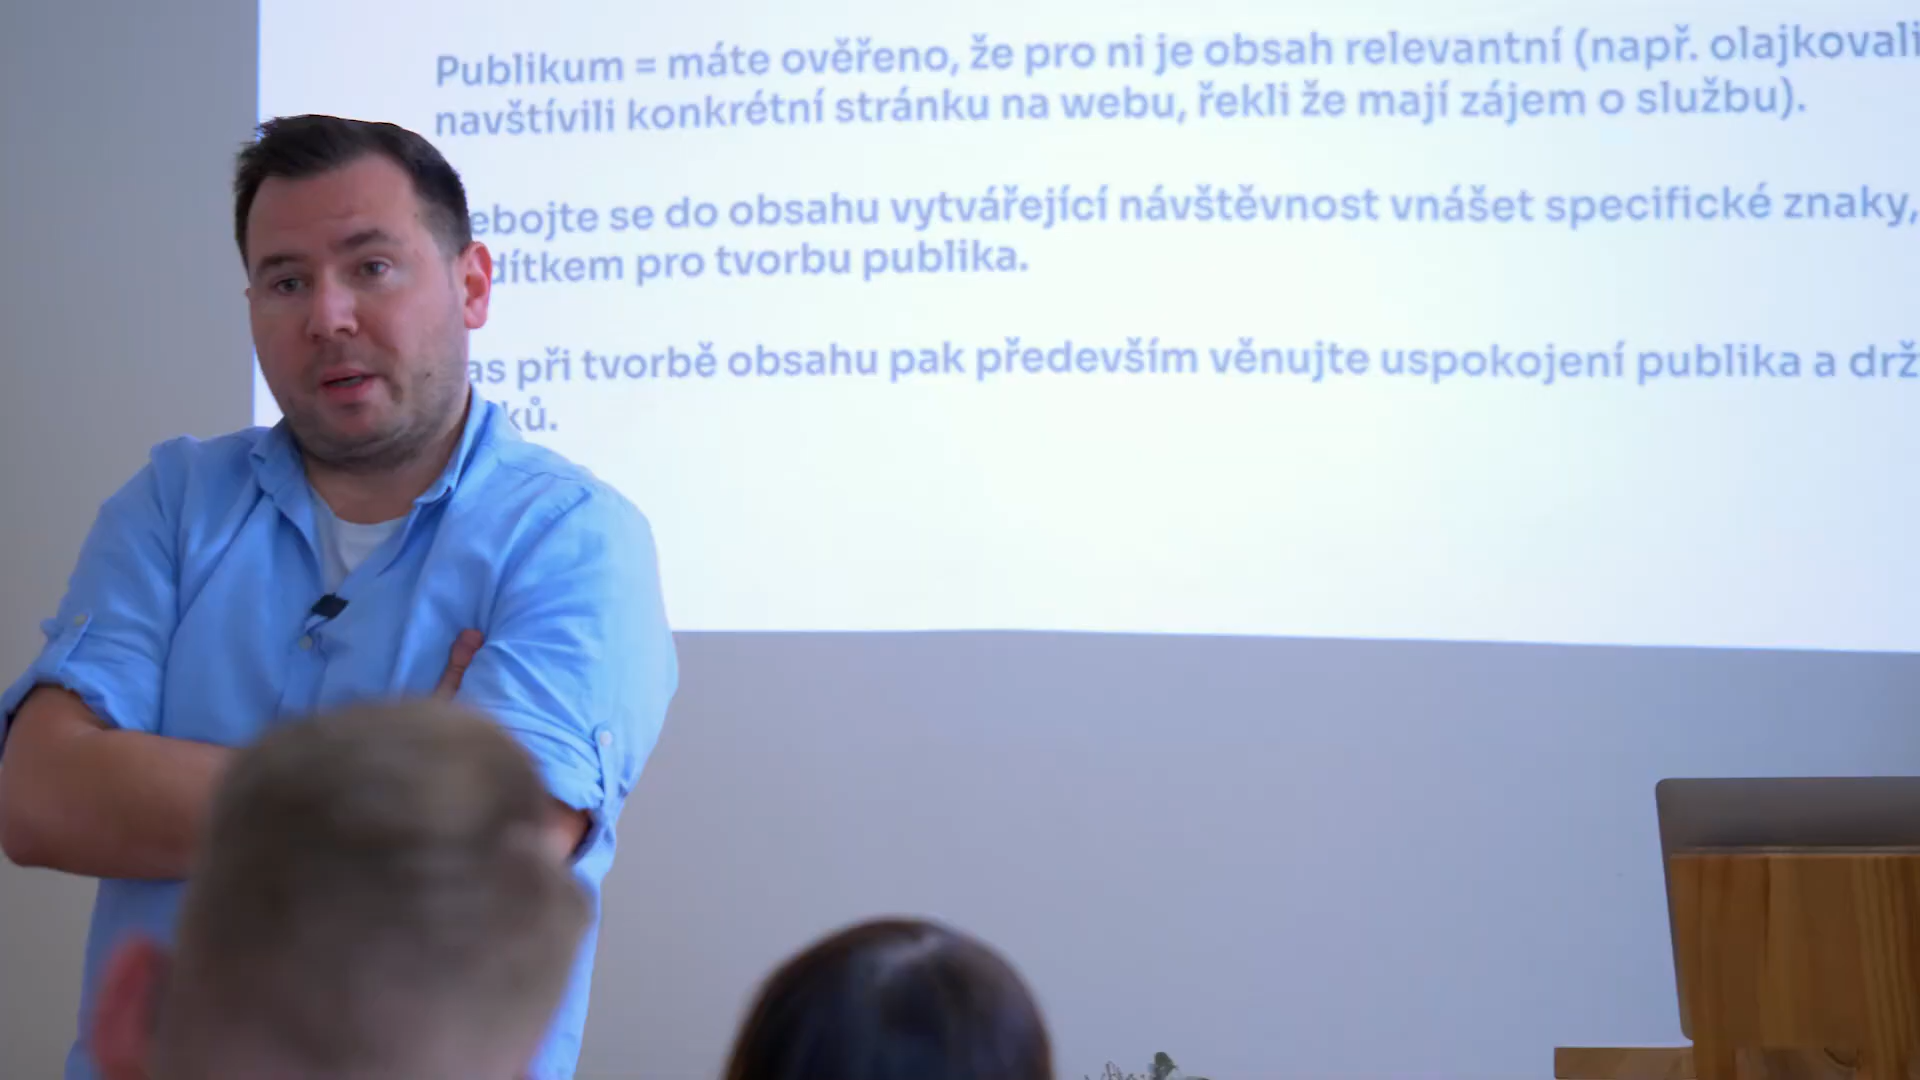 Publikum = máte ověřeno, že pro ni je obsah relevantní (např. olajkovali
navštívili konkrétní stránku na webu, řekli že mají zájem o službu).
ebojte se do obsahu vytvářející návštěvnost vnášet specifické znaky,
dítkem pro tvorbu publika.
as při tvorbě obsahu pak především věnujte uspokojení publika a drž
ků.